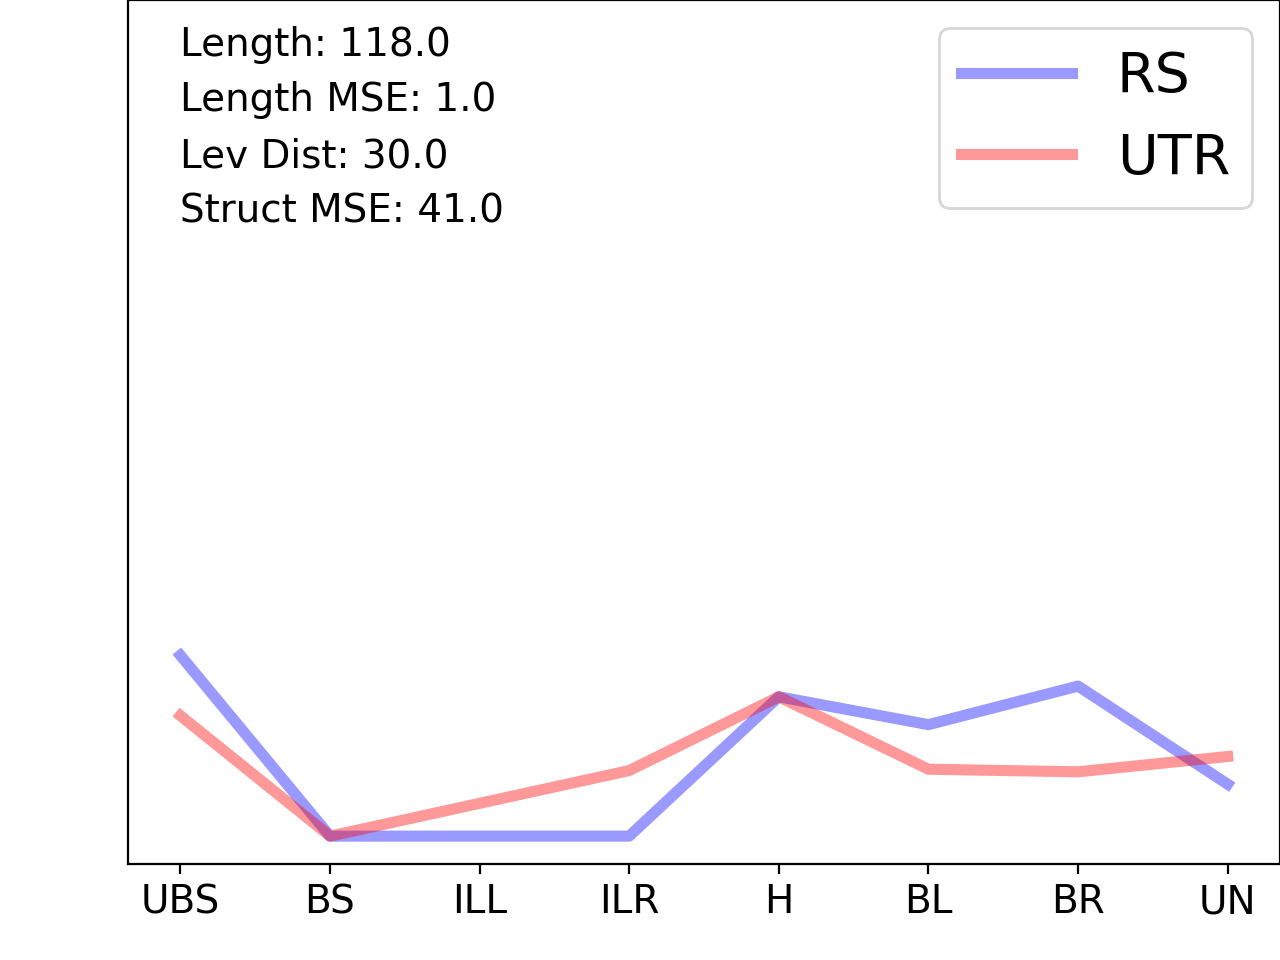 Length: 118.0
Length MSE: 1.0
Lev Dist: 30.0
Struct MSE: 41.0
RS
UTR
UBS BS ILL ILR H BL BR UN